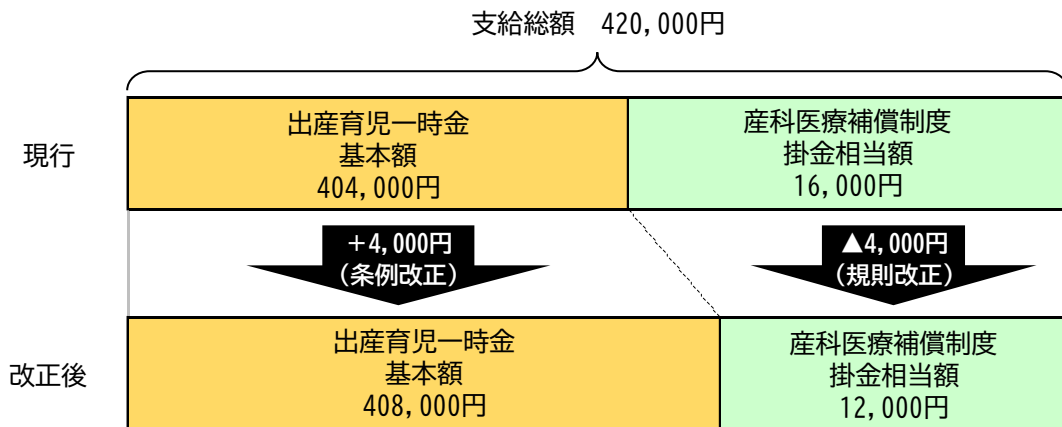 支給総額　420,000円
現行
出産育児一時金
基本額
404,000円
産科医療補償制度
掛金相当額
16,000円
＋4,000円
（条例改正）
▲4,000円
（規則改正）
改正後
出産育児一時金
基本額
408,000円
産科医療補償制度
掛金相当額
12,000円